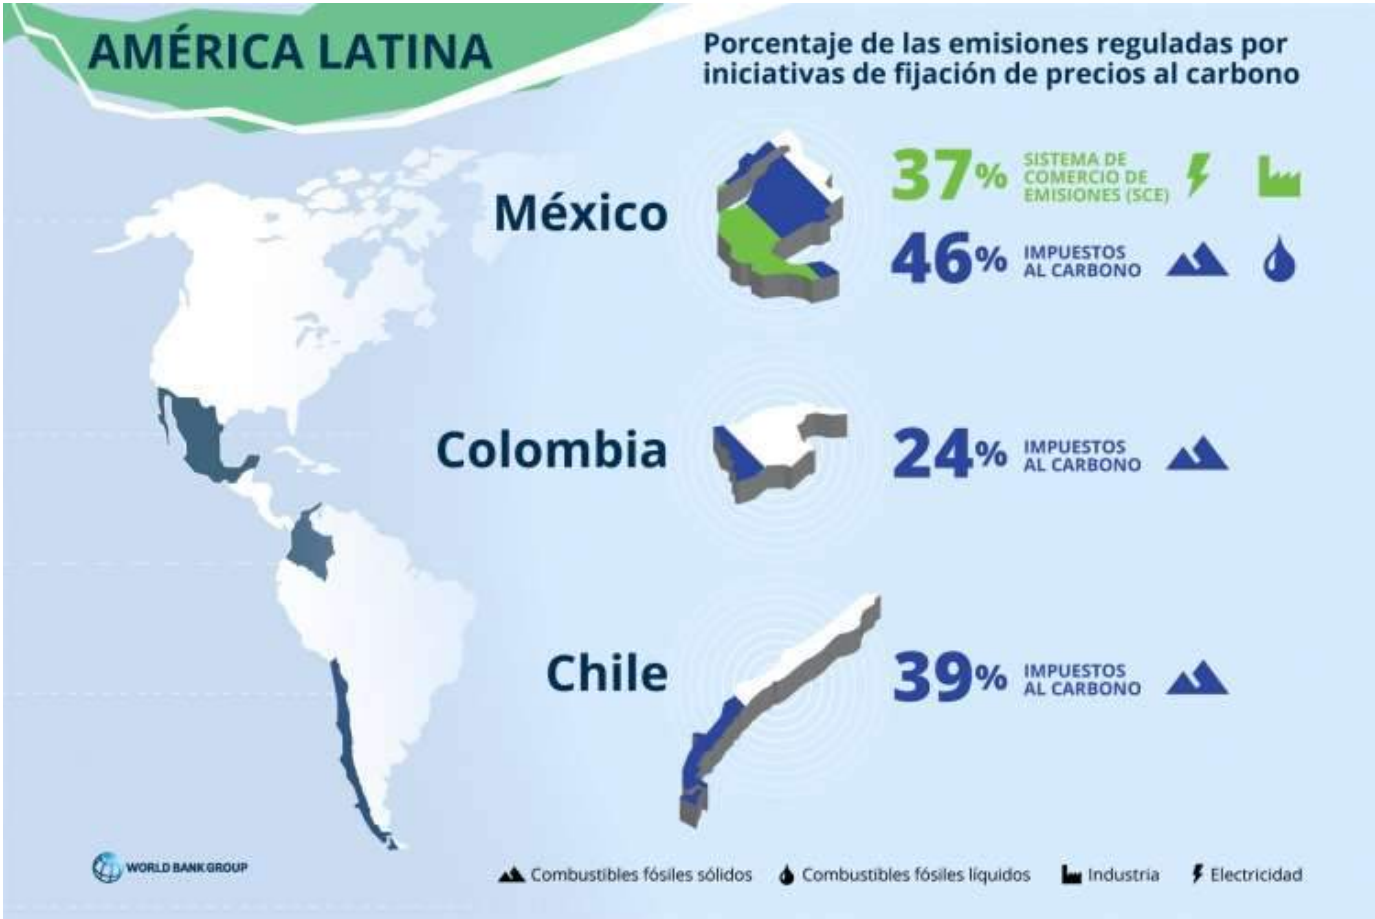 AMÉRICA LATINA
Porcentaje de las emisiones reguladas por
iniciativas de fijación de precios al carbono
México
37%
SISTEMA DE
COMERCIO DE
EMISIONES (SCE)
46%
IMPUESTOS
AL CARBONO
Colombia
24%
IMPUESTOS
AL CARBONO
Chile
39%
IMPUESTOS
AL CARBONO
WORLD BANK GROUP
Combustibles fósiles sólidos
Combustibles fósiles líquidos
Industria
Electricidad